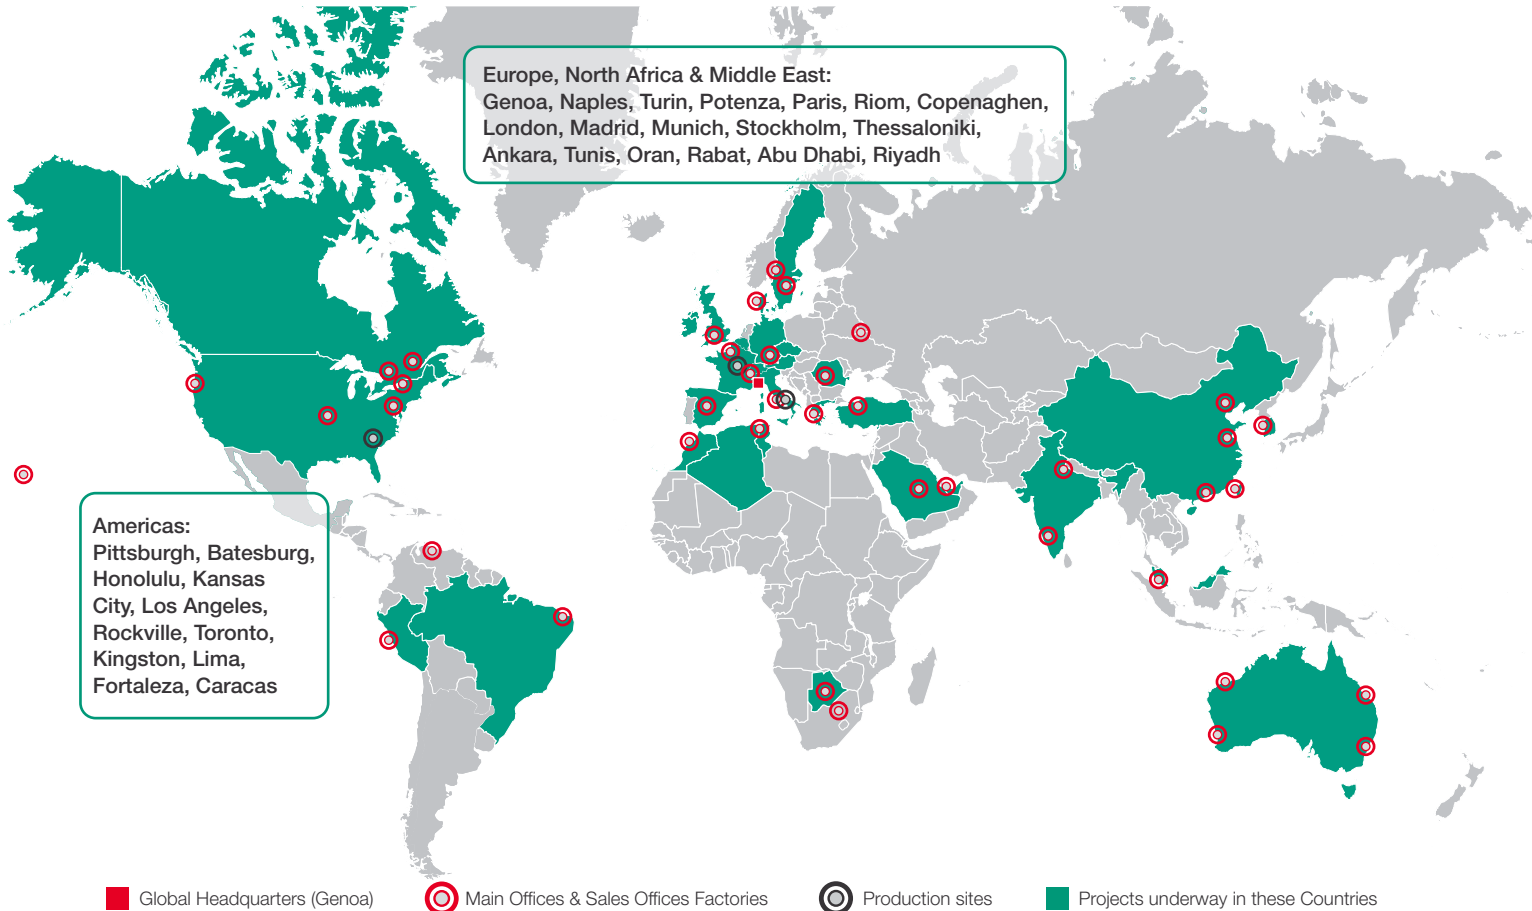 Europe, North Africa & Middle East:
Genoa, Naples, Turin, Potenza, Paris, Riom, Copenaghen,
London, Madrid, Munich, Stockholm, Thessaloniki,
Ankara, Tunis, Oran, Rabat, Abu Dhabi, Riyadh
Americas:
Pittsburgh, Batesburg,
Honolulu, Kansas
City, Los Angeles,
Rockville, Toronto,
Kingston, Lima,
Fortaleza, Caracas
Global Headquarters (Genoa)
Main Offices & Sales Offices Factories
Production sites
Projects underway in these Countries